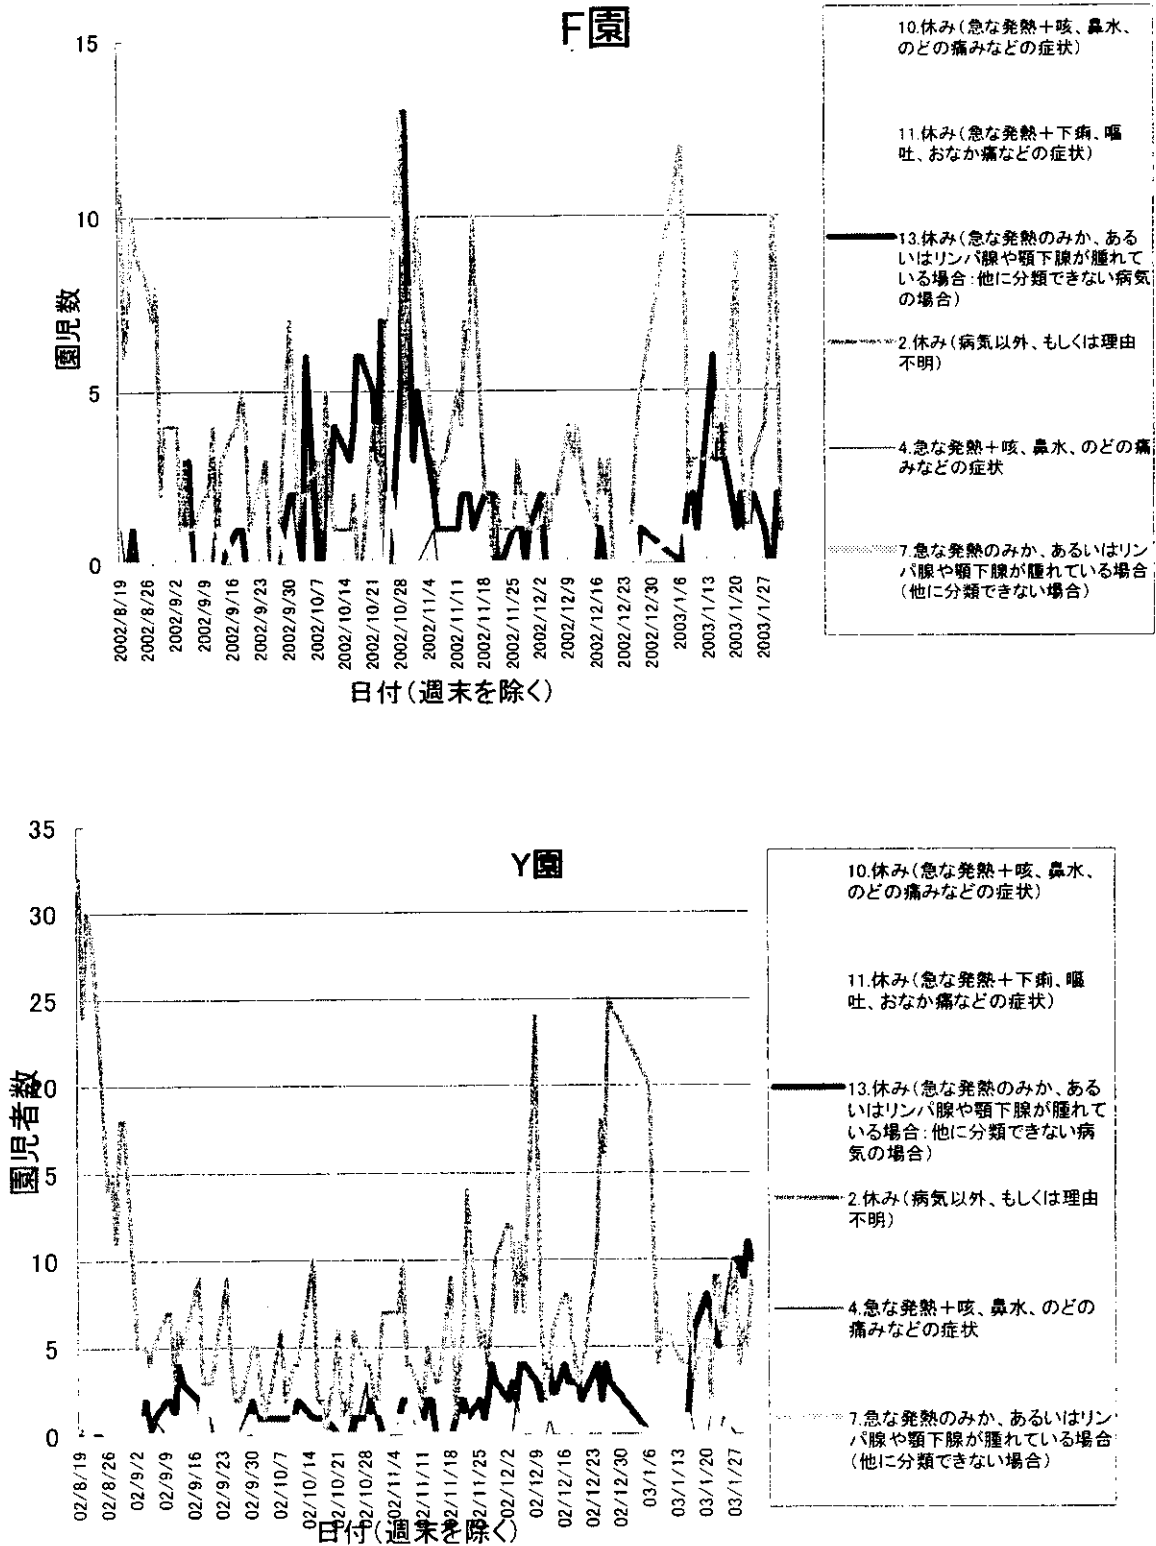 F園
15
10
5
0
園児数
2002/8/19
2002/8/26
2002/9/2
2002/9/9
2002/9/16
2002/9/23
2002/9/30
2002/10/7
2002/10/14
2002/10/21
2002/10/28
2002/11/4
2002/11/11
2002/11/18
2002/11/25
2002/12/2
2002/12/9
2002/12/16
2002/12/23
2002/12/30
2003/1/6
2003/1/13
2003/1/20
2003/1/27
日付(週末を除く)
10.休み(急な発熱+咳、鼻水、
のどの痛みなどの症状)
11.休み(急な発熱+下痢、嘔
吐、おなか痛などの症状)
13.休み(急な発熱のみか、ある
いはリンパ腺や顎下腺が腫れて
いる場合:他に分類できない病気
の場合)
2.休み(病気以外、もしくは理由
不明)
4.急な発熱+咳、鼻水、のどの痛
みなどの症状
7.急な発熱のみか、あるいはリン
パ腺や顎下腺が腫れている場合
(他に分類できない場合)
Y園
35
30
25
20
15
10
5
0
園児者数
02/8/19
02/8/26
02/9/2
02/9/9
02/9/16
02/9/23
02/9/30
02/10/7
02/10/14
02/10/21
02/10/28
02/11/4
02/11/11
02/11/18
02/11/25
02/12/2
02/12/9
02/12/16
02/12/23
02/12/30
03/1/6
03/1/13
03/1/20
03/1/27
日付(週末を除く)
10.休み(急な発熱+咳、鼻水、
のどの痛みなどの症状)
11.休み(急な発熱+下痢、嘔
吐、おなか痛などの症状)
13.休み(急な発熱のみか、ある
いはリンパ腺や顎下腺が腫れて
いる場合:他に分類できない病
気の場合)
2.休み(病気以外、もしくは理由
不明)
4.急な発熱+咳、鼻水、のどの
痛みなどの症状
7.急な発熱のみか、あるいはリン
パ腺や顎下腺が腫れている場合
(他に分類できない場合)